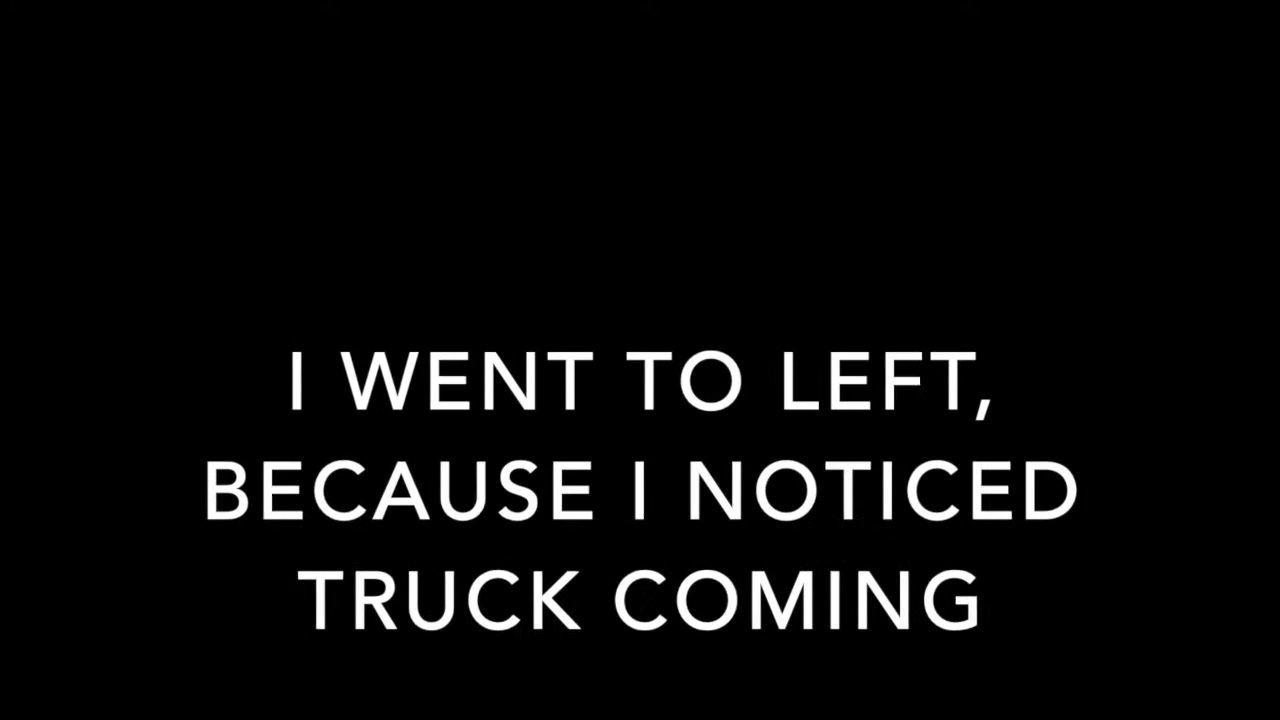 I WENT TO LEFT,
BECAUSE I NOTICED
TRUCK COMING